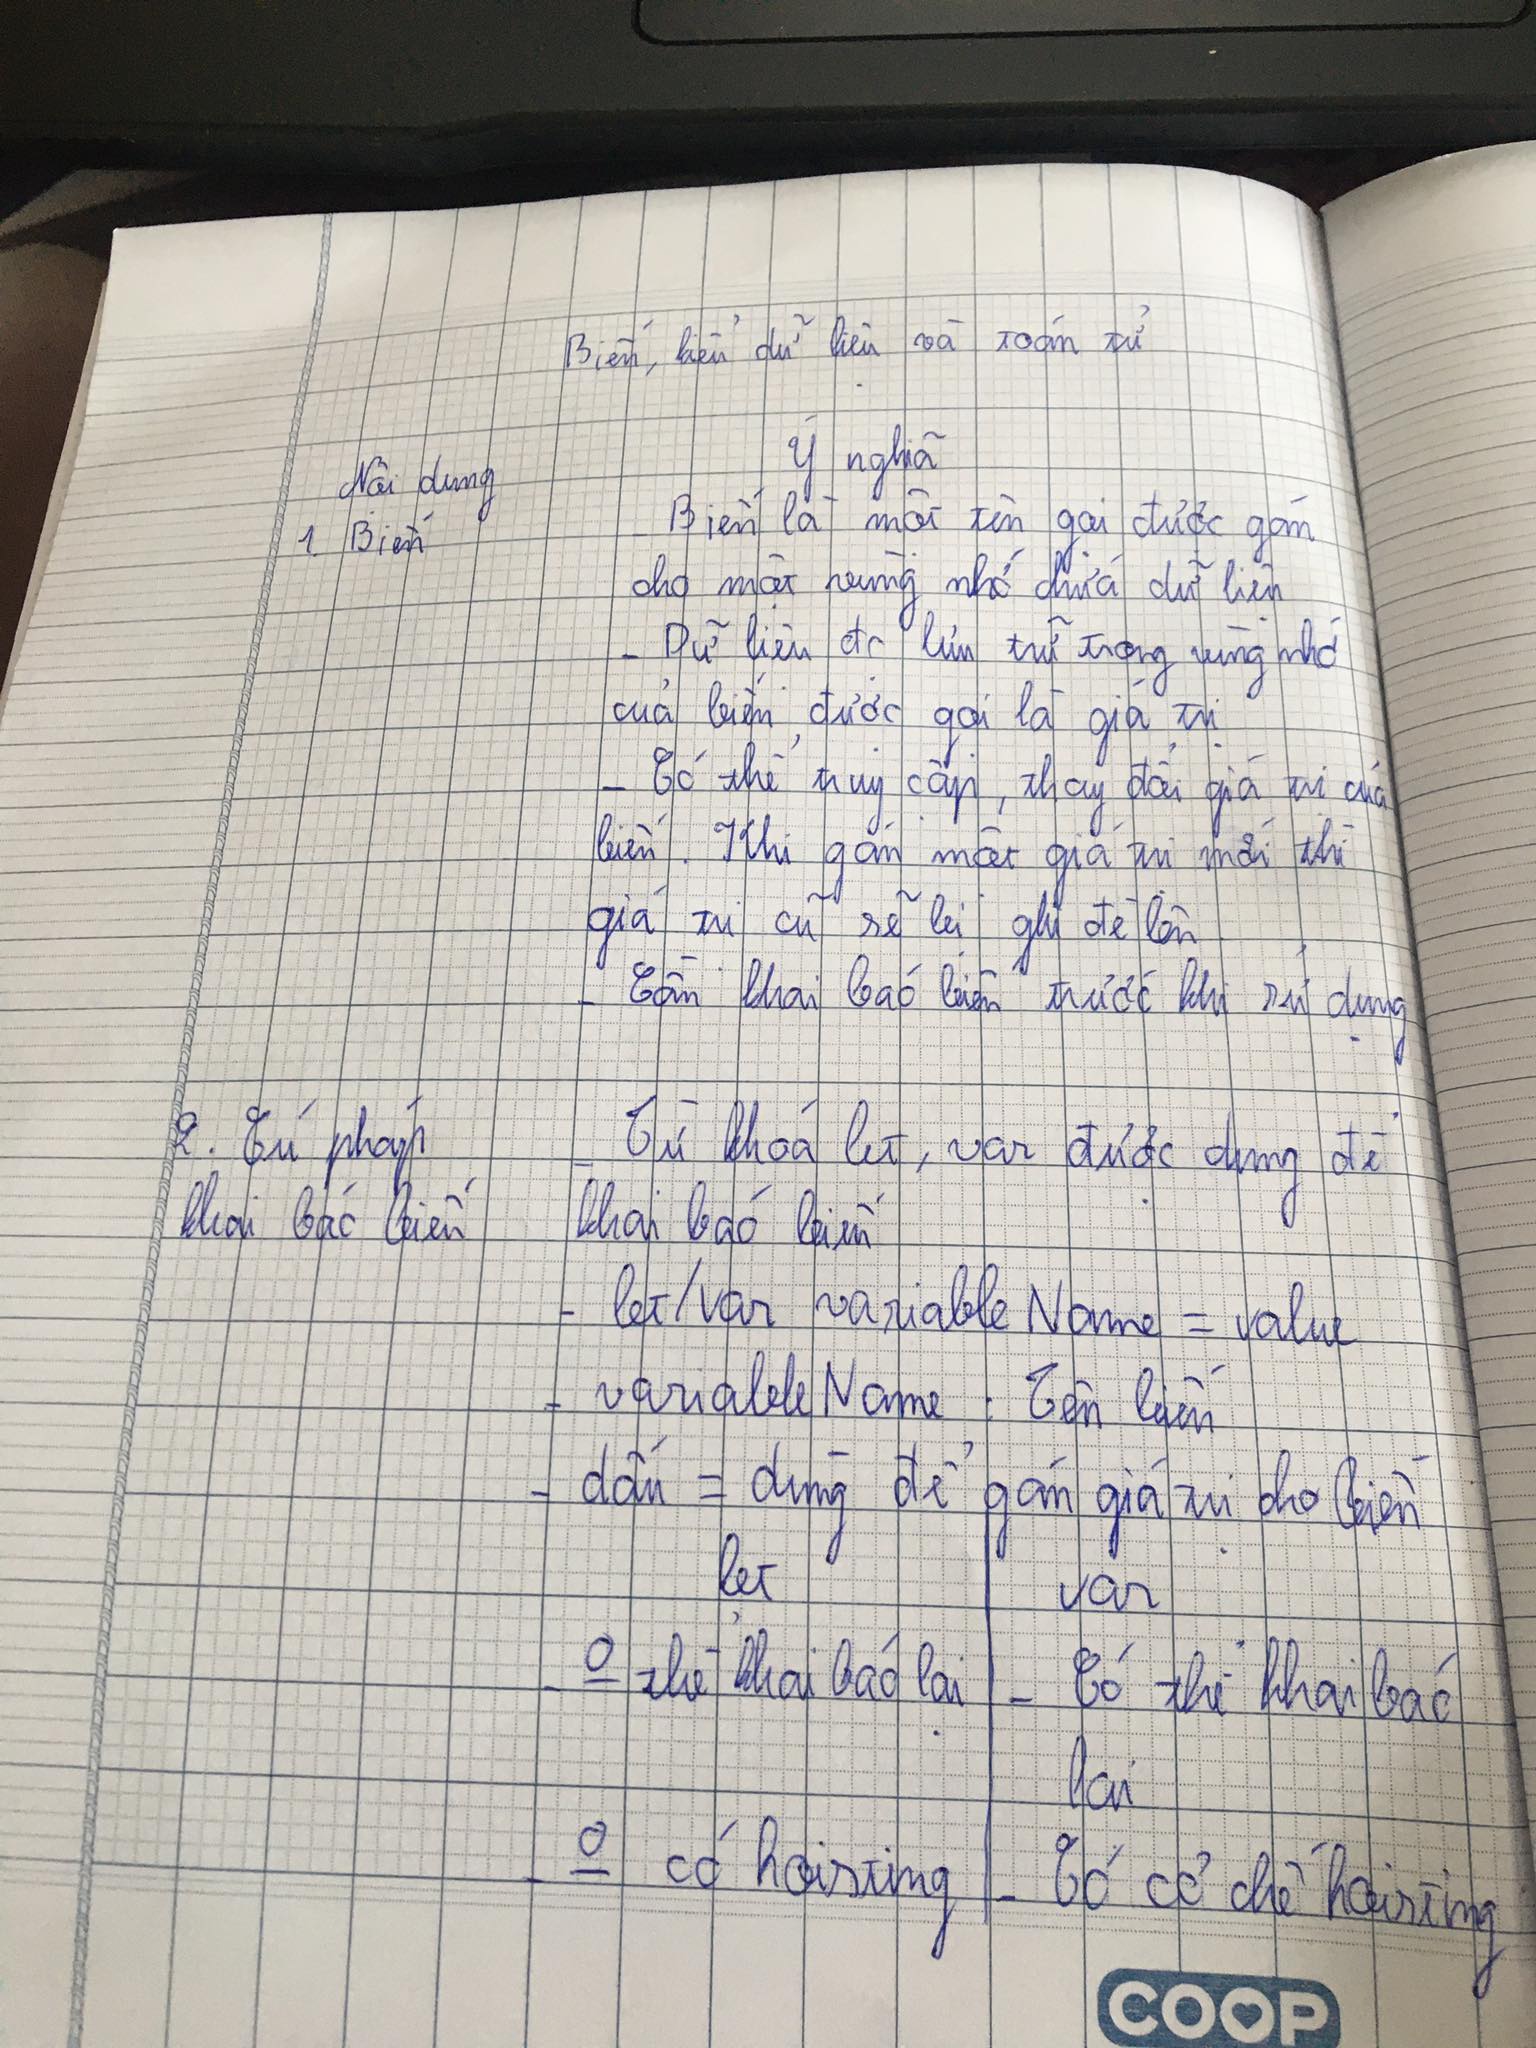 Biến, kiểu dữ liệu và toán tử
Nội dung
Ý nghĩa
1. Biến
- Biến là một tên gọi được gán
cho một vùng nhớ chứa dữ liệu
- Dữ liệu đc lưu trữ trong vùng nhớ
của biến được gọi là giá trị
- Có thể truy cập, thay đổi giá trị của
biến. Khi gán một giá trị mới thì
giá trị cũ sẽ bị ghi đè lên
- Cần khai báo biến trước khi sử dụng
2. Cú pháp
khai báo biến
- Từ khoá let, var được dùng để
khai báo biến
- let/var variableName = value
- variableName : Tên biến
- dấu = dùng để gán giá trị cho biến
let
var
- O thể khai báo lại
- Có thể khai báo
lại
- O có hoisting
- Có cơ chế hoisting
COOP